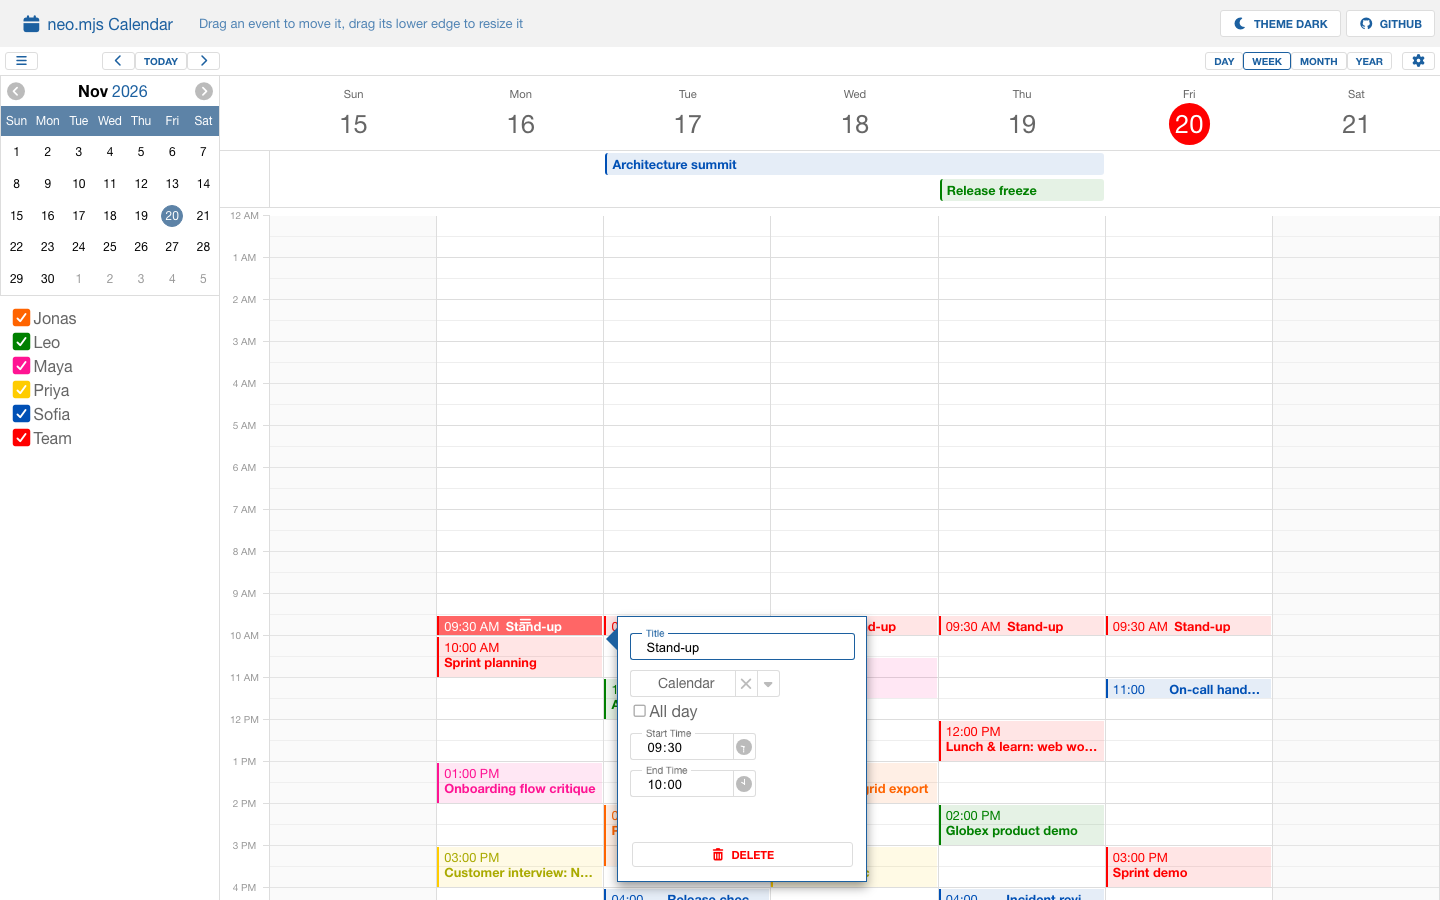 neo.mjs Calendar
Drag an event to move it, drag its lower edge to resize it
THEME DARK
GITHUB
TODAY
DAY
WEEK
MONTH
YEAR
Nov 2026
Sun Mon Tue Wed Thu Fri Sat
1 2 3 4 5 6 7
8 9 10 11 12 13 14
15 16 17 18 19 20 21
22 23 24 25 26 27 28
29 30 1 2 3 4 5
Jonas
Leo
Maya
Priya
Sofia
Team
Sun Mon Tue Wed Thu Fri Sat
15 16 17 18 19 20 21
Architecture summit
Release freeze
12 AM
1 AM
2 AM
3 AM
4 AM
5 AM
6 AM
7 AM
8 AM
9 AM
10 AM
11 AM
12 PM
1 PM
2 PM
3 PM
4 PM
09:30 AM Stand-up
10:00 AM
Sprint planning
01:00 PM
Onboarding flow critique
03:00 PM
Customer interview: N...
Title
Stand-up
Calendar
All day
Start Time
09:30
End Time
10:00
DELETE
04:00 Release chec
d-up
grid export
09:30 AM Stand-up
12:00 PM
Lunch & learn: web wo...
02:00 PM
Globex product demo
04:00 Incident revi
09:30 AM Stand-up
11:00 On-call hand...
03:00 PM
Sprint demo